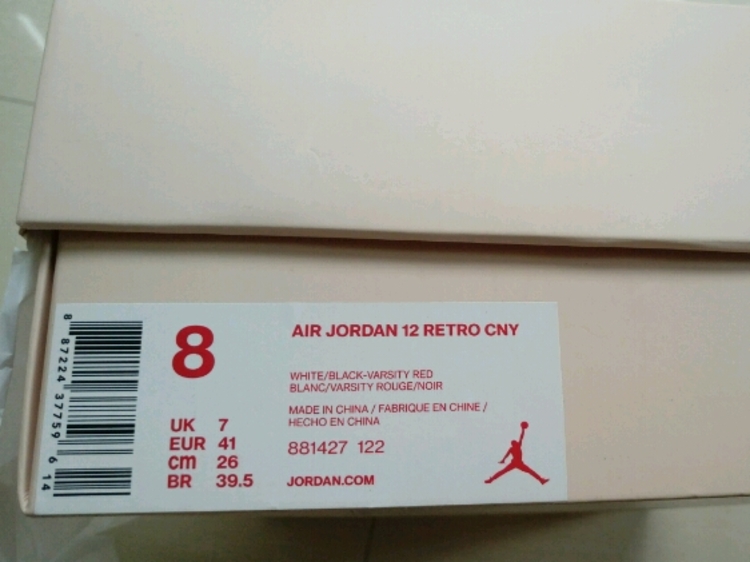 8 87224 37759 6 14
8
UK 7
EUR 41
cm 26
BR 39.5
AIR JORDAN 12 RETRO CNY
WHITE/BLACK-VARSITY RED
BLANC/VARSITY ROUGE/NOIR
MADE IN CHINA / FABRIQUE EN CHINE /
HECHO EN CHINA
881427 122
JORDAN.COM